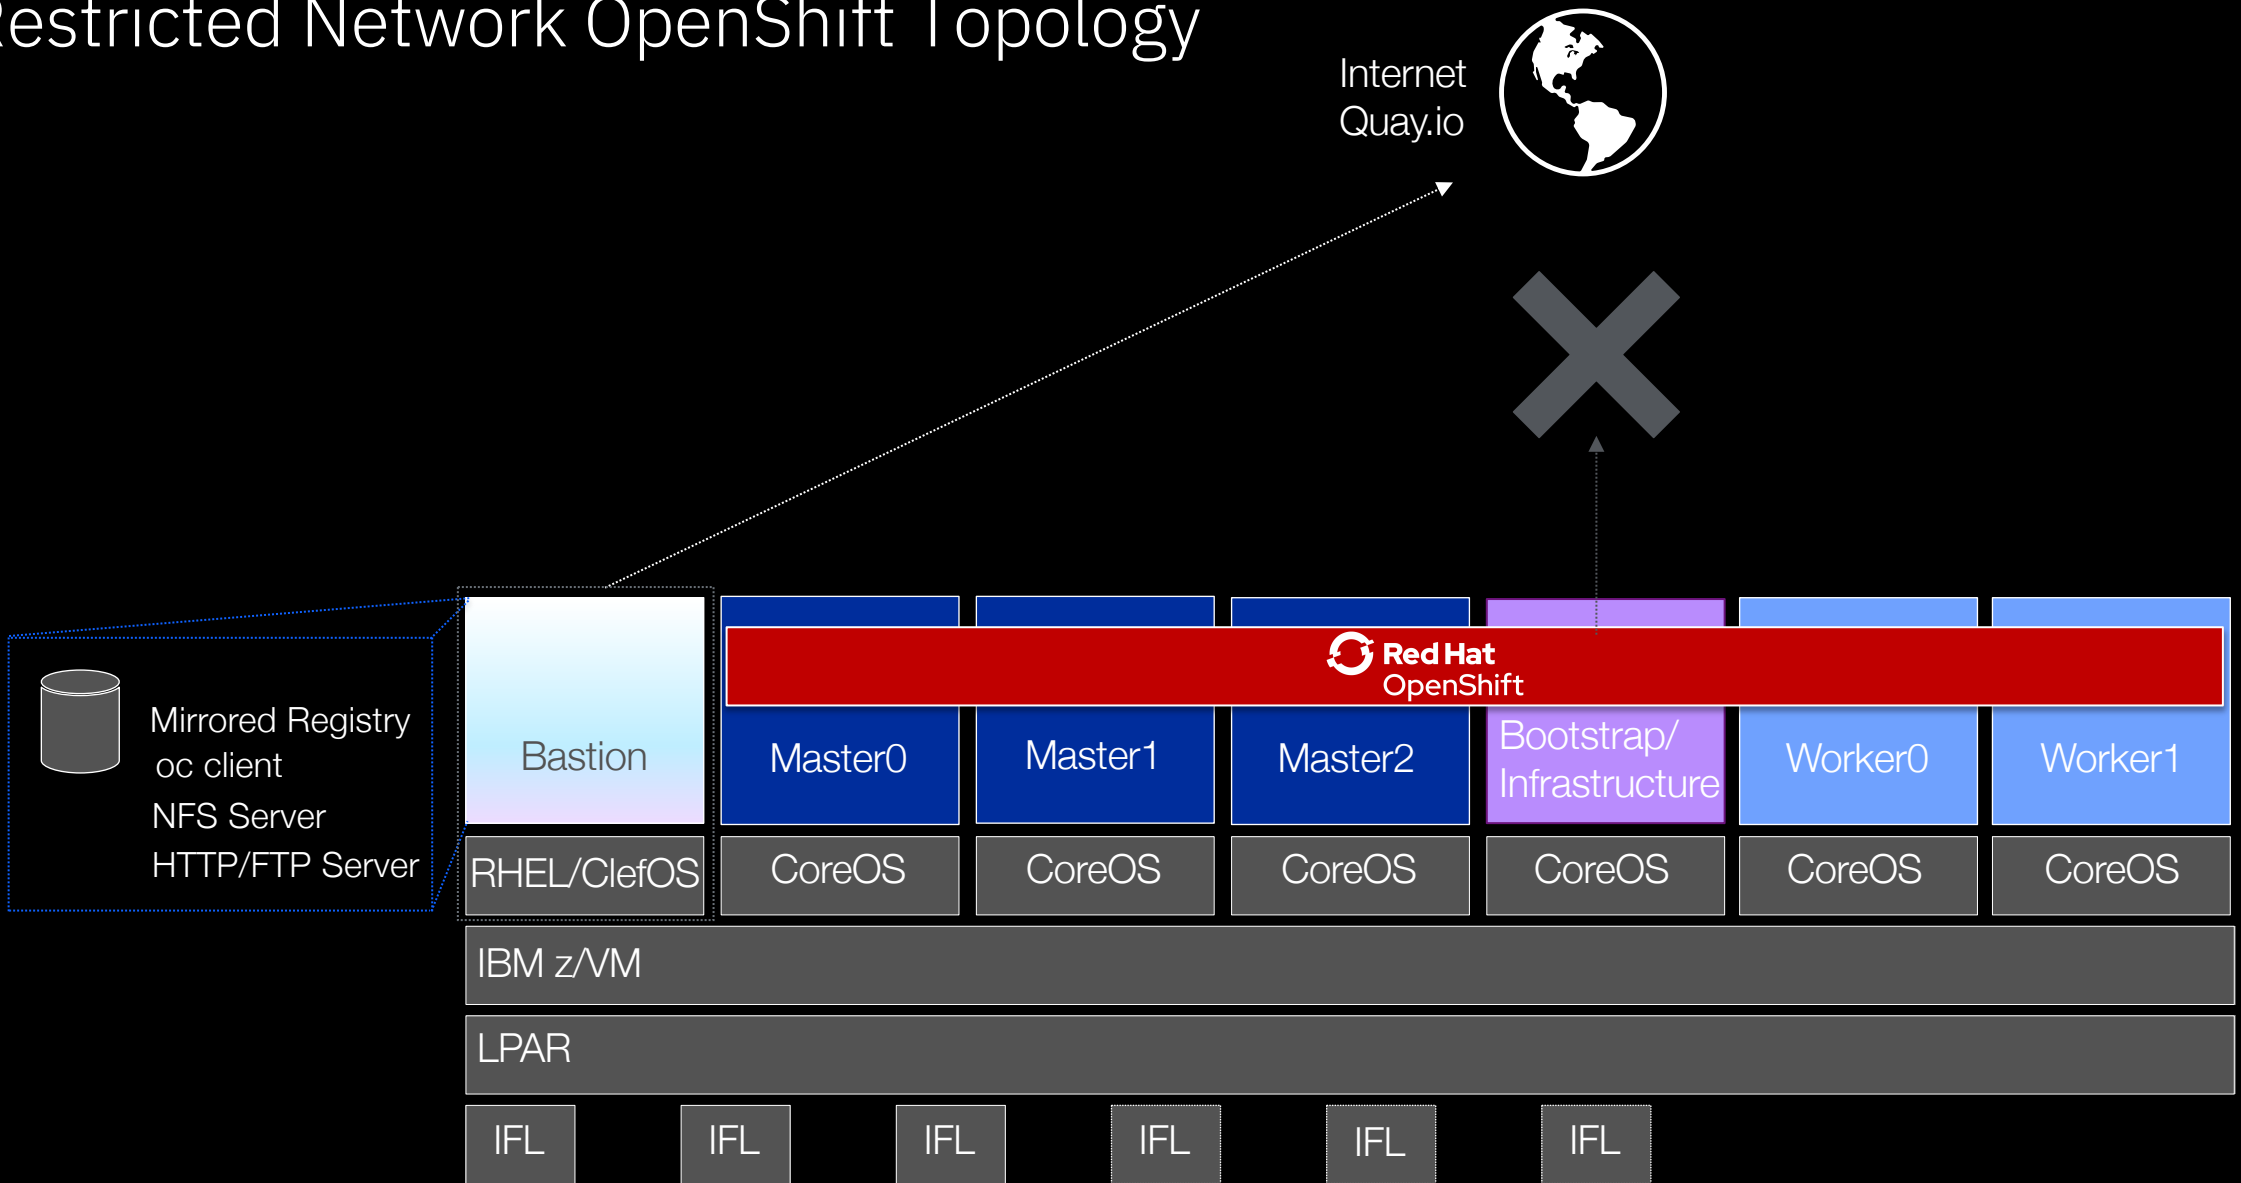 Restricted Network OpenShift Topology
Internet
Quay.io
Red Hat
OpenShift
Mirrored Registry
oc client
NFS Server
HTTP/FTP Server
Bastion
Master0
Master1
Master2
Bootstrap/
Infrastructure
Worker0
Worker1
RHEL/ClefOS
CoreOS
CoreOS
CoreOS
CoreOS
CoreOS
CoreOS
IBM z/VM
LPAR
IFL
IFL
IFL
IFL
IFL
IFL